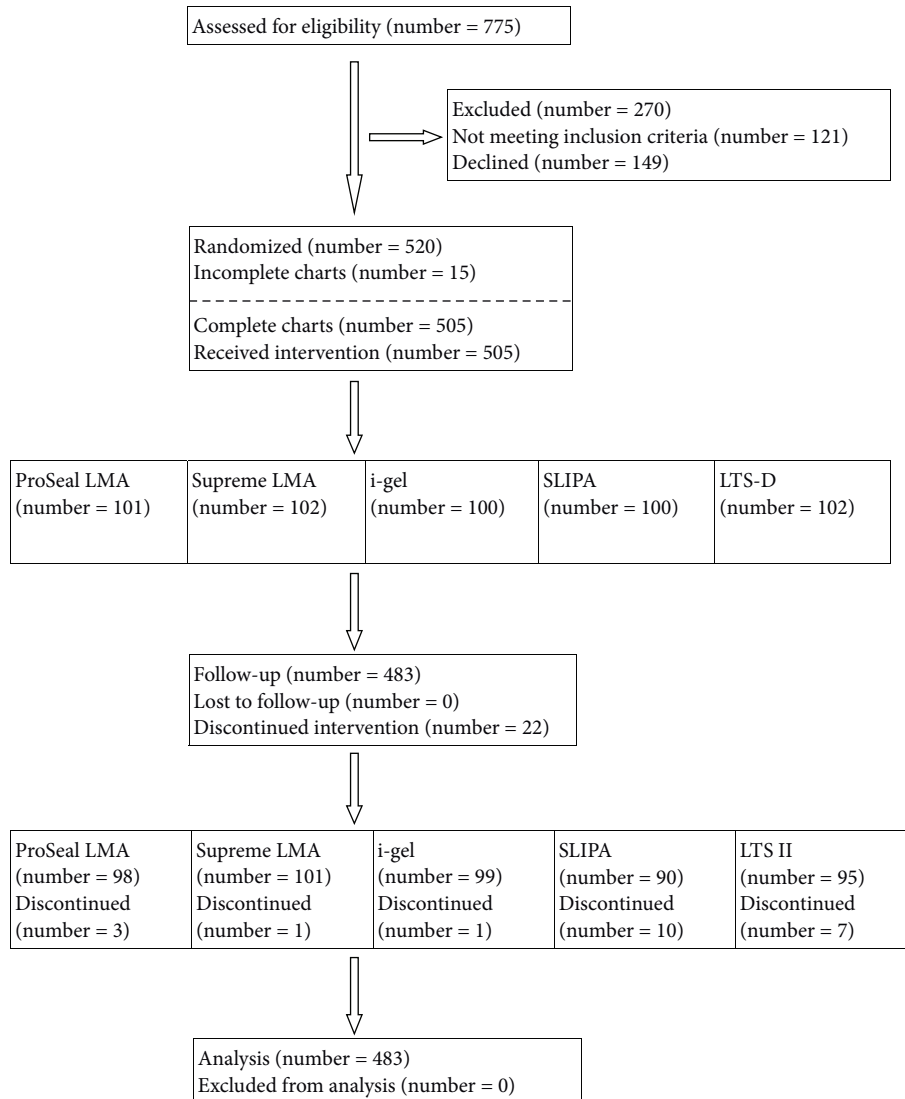 Assessed for eligibility (number = 775)
Excluded (number = 270)
Not meeting inclusion criteria (number = 121)
Declined (number = 149)
Randomized (number = 520)
Incomplete charts (number = 15)
Complete charts (number = 505)
Received intervention (number = 505)
ProSeal LMA
(number = 101)
Supreme LMA
(number = 102)
i-gel
(number = 100)
SLIPA
(number = 100)
LTS-D
(number = 102)
Follow-up (number = 483)
Lost to follow-up (number = 0)
Discontinued intervention (number = 22)
ProSeal LMA
(number = 98)
Discontinued
(number = 3)
Supreme LMA
(number = 101)
Discontinued
(number = 1)
i-gel
(number = 99)
Discontinued
(number = 1)
SLIPA
(number = 90)
Discontinued
(number = 10)
LTS II
(number = 95)
Discontinued
(number = 7)
Analysis (number = 483)
Excluded from analysis (number = 0)